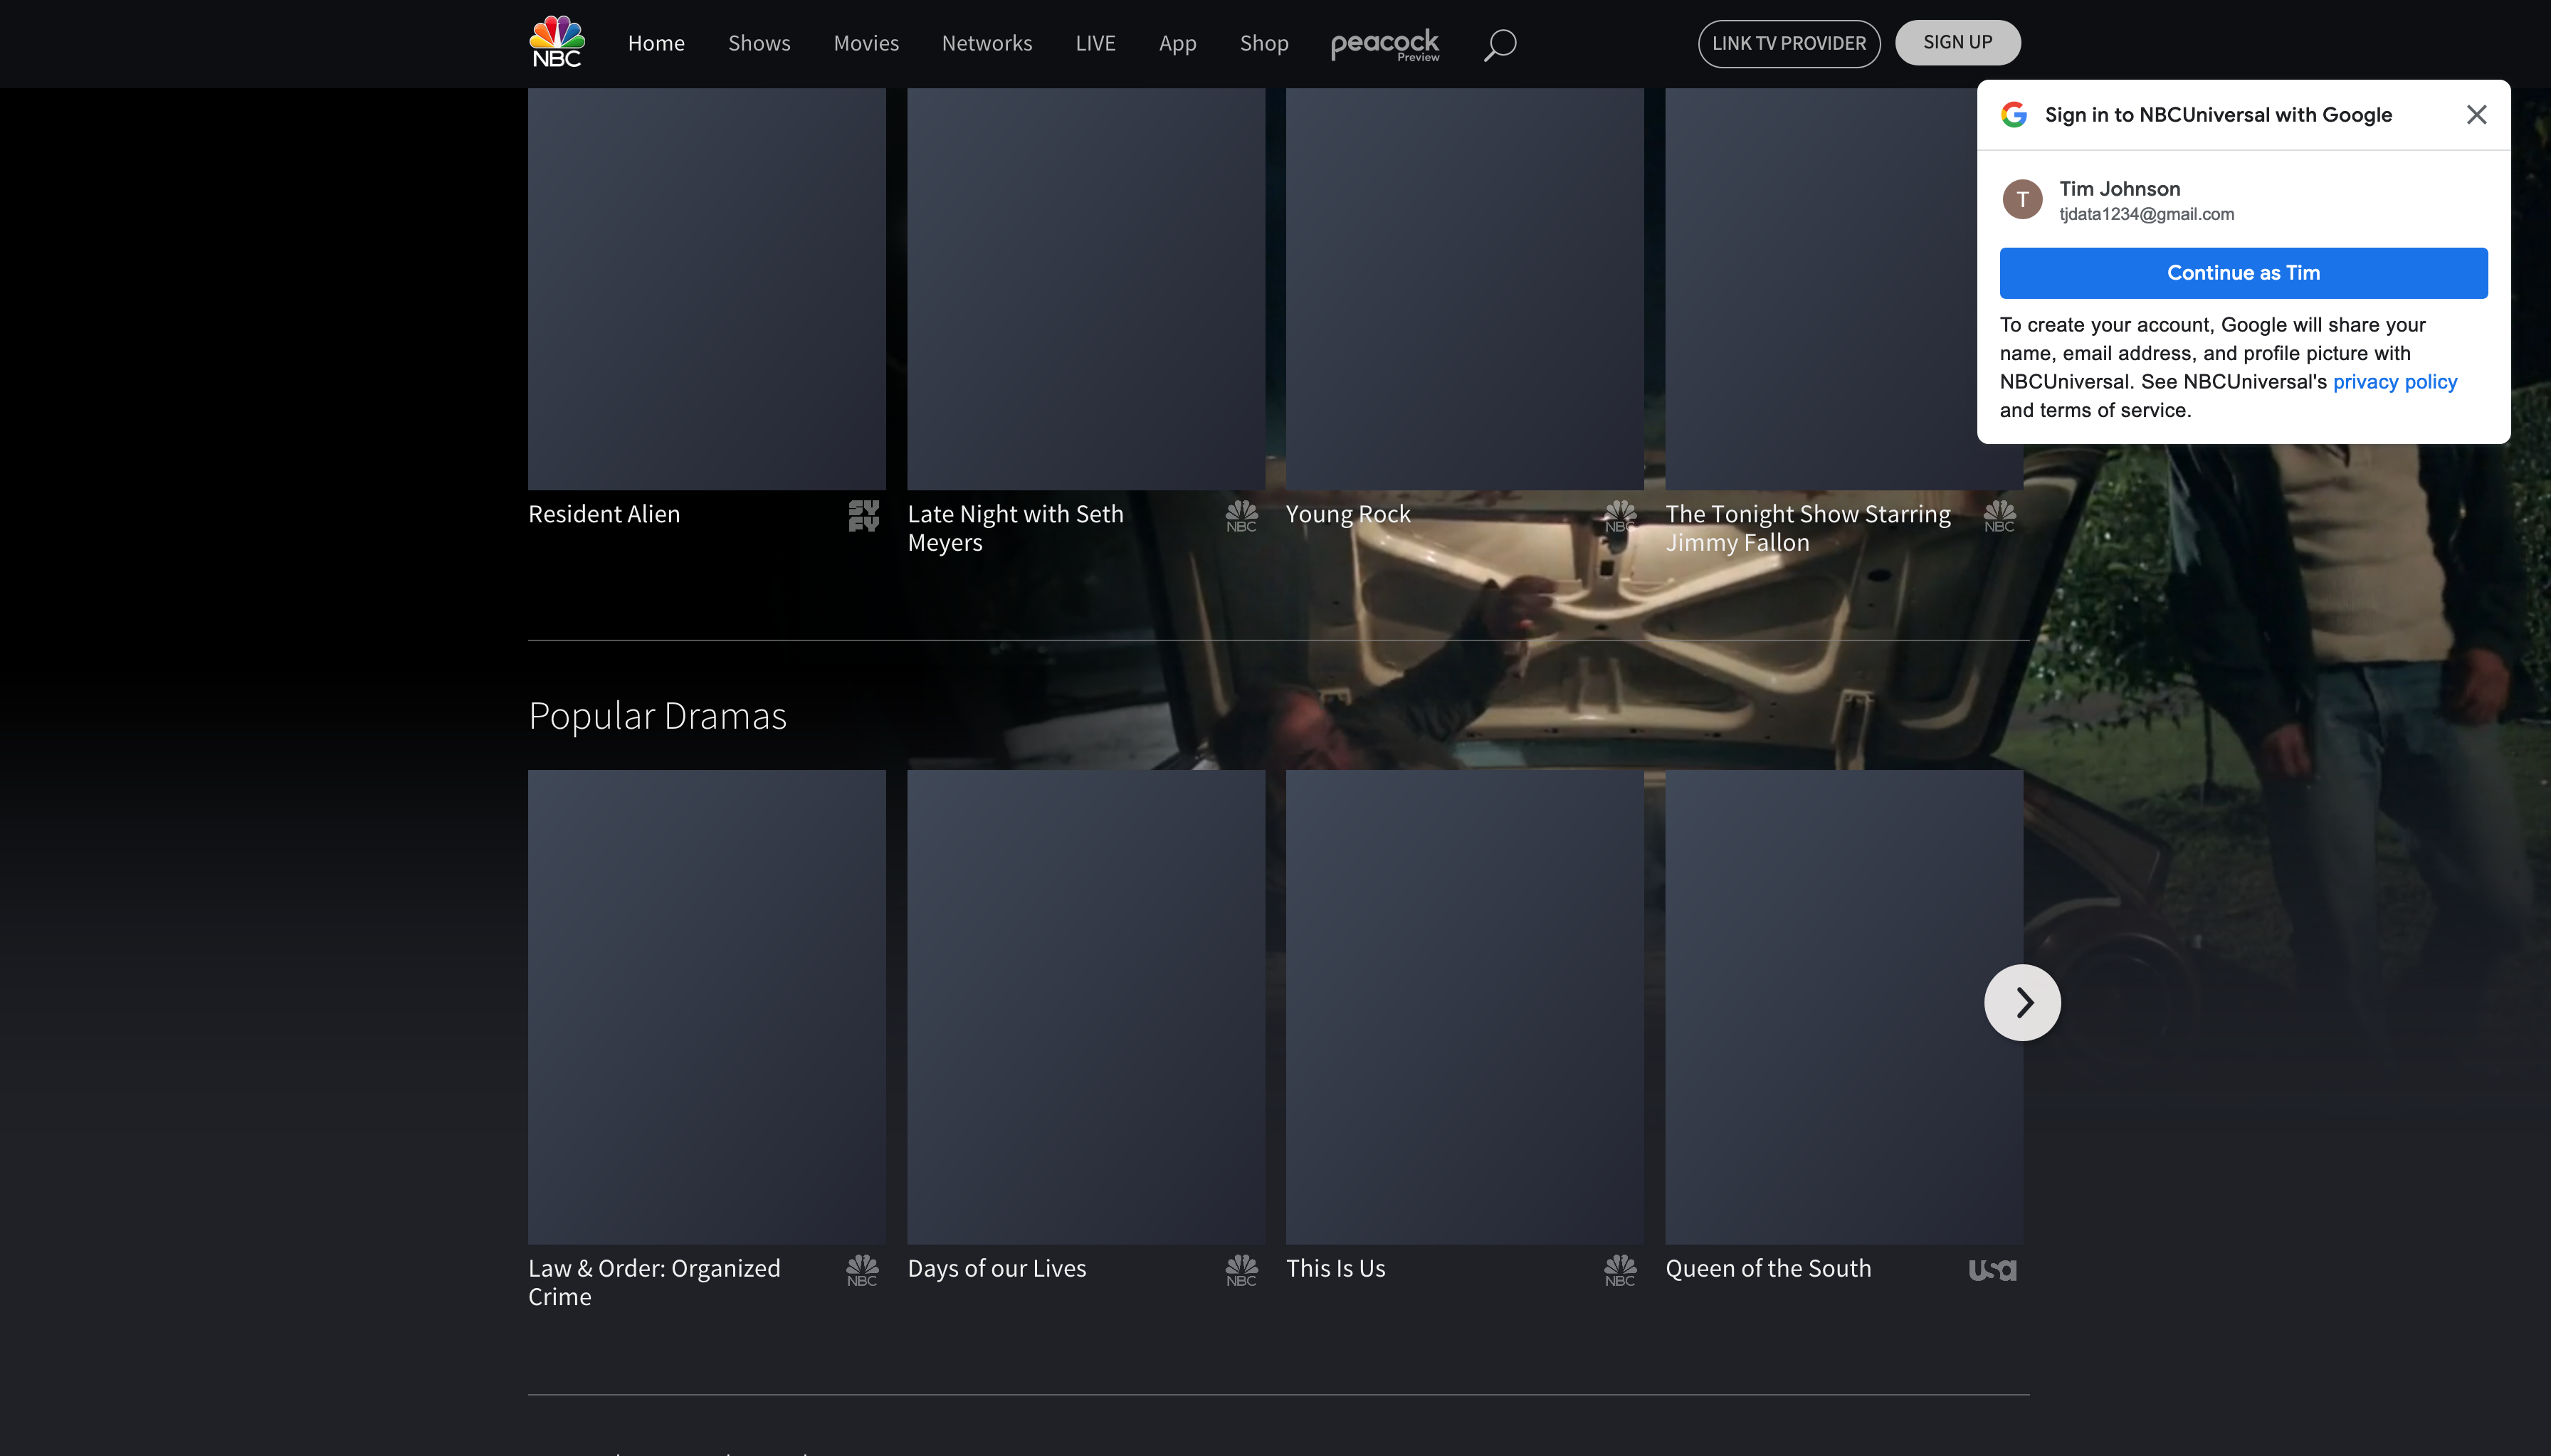 NBC
Home
Shows
Movies
Networks
LIVE
App
Shop
peacock
Preview
LINK TV PROVIDER
SIGN UP
Sign in to NBCUniversal with Google
T
Tim Johnson
tjdata1234@gmail.com
Continue as Tim
To create your account, Google will share your
name, email address, and profile picture with
NBCUniversal. See NBCUniversal's privacy policy
and terms of service.
Resident Alien
SYFY
Late Night with Seth
Meyers
NBC
Young Rock
NBC
The Tonight Show Starring
Jimmy Fallon
NBC
Popular Dramas
Law & Order: Organized
Crime
NBC
Days of our Lives
NBC
This Is Us
NBC
Queen of the South
usa